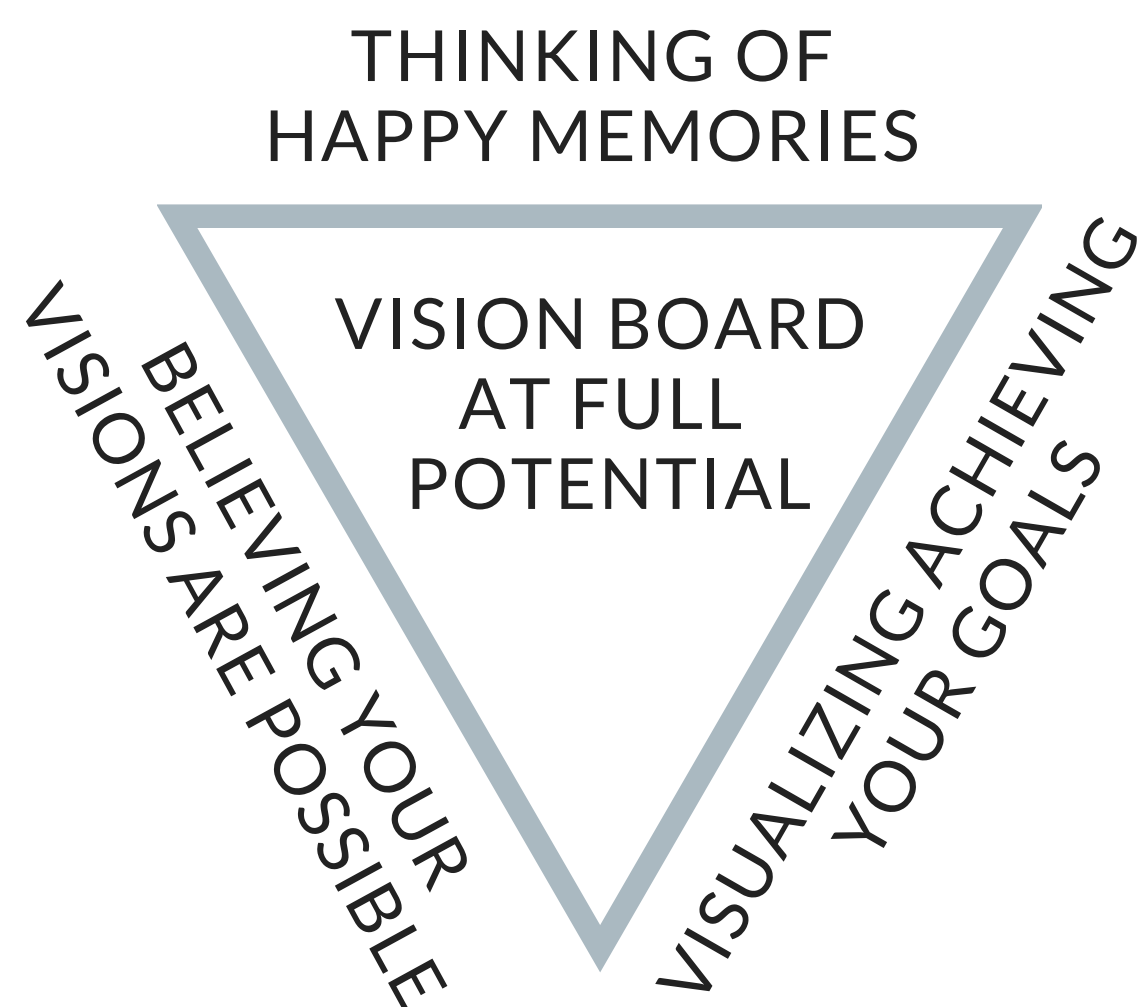 THINKING OF
HAPPY MEMORIES
VISION BOARD
AT FULL
POTENTIAL
BELIEVING YOUR
VISIONS ARE POSSIBLE
VISUALIZING ACHIEVING
YOUR GOALS